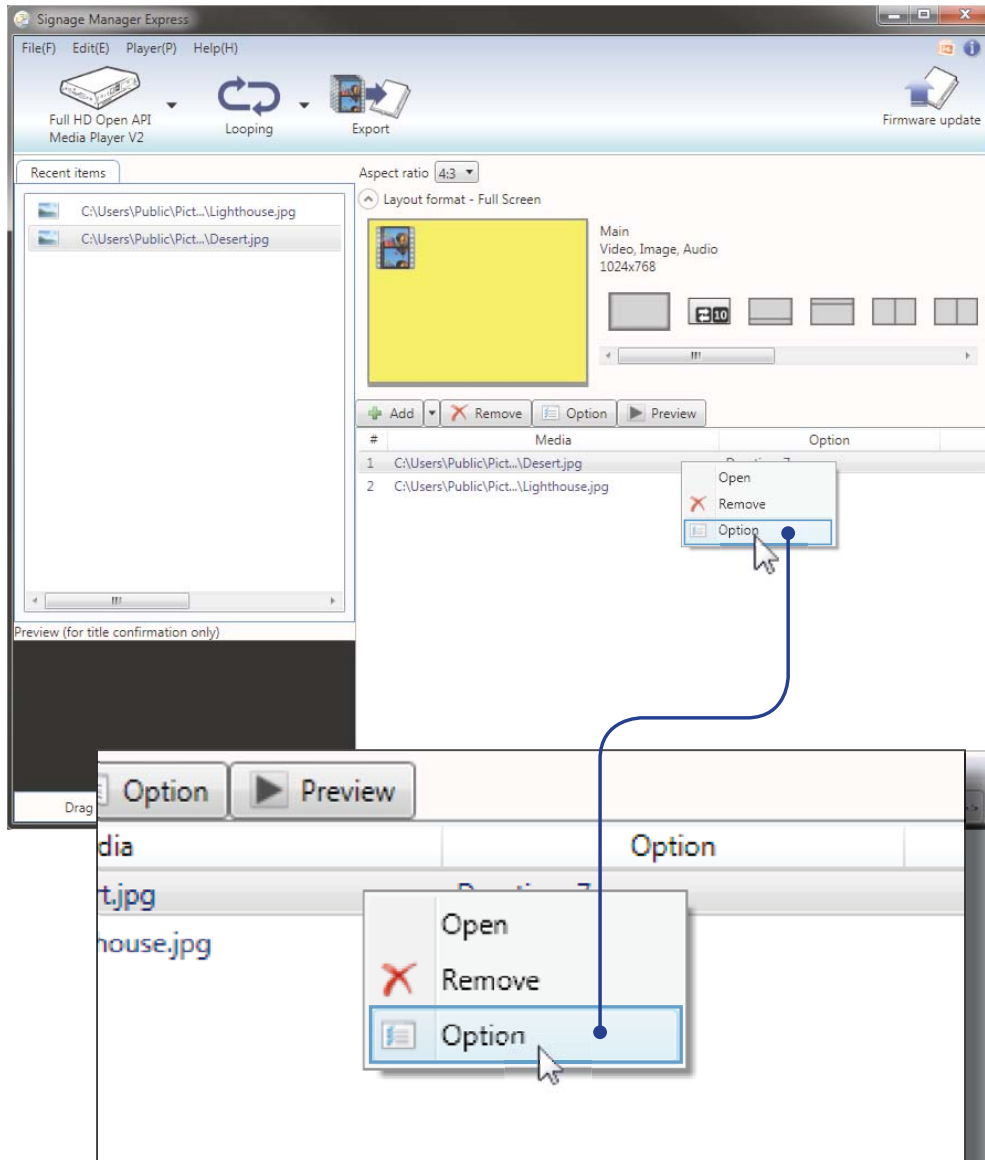 Signage Manager Express
File(F) Edit(E) Player(P) Help(H)
Full HD Open API
Media Player V2
Looping
Export
Firmware update
Recent items
C:\Users\Public\Pict...\Lighthouse.jpg
C:\Users\Public\Pict...\Desert.jpg
Aspect ratio 4:3
Layout format - Full Screen
Main
Video, Image, Audio
1024x768
10
Add Remove Option Preview
# Media Option
1 C:\Users\Public\Pict...\Desert.jpg
2 C:\Users\Public\Pict...\Lighthouse.jpg
Open
Remove
Option
Preview (for title confirmation only)
Drag
Option Preview
dia Option
t.jpg
house.jpg
Open
Remove
Option